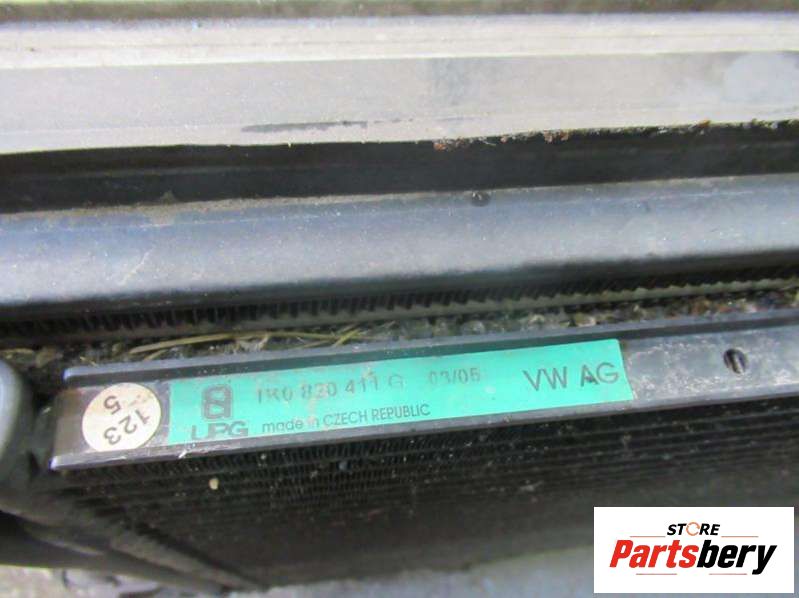 1K0 820 411 G 03/05 VW AG
UPG made in CZECH REPUBLIC
123
5
STORE
Partsbery